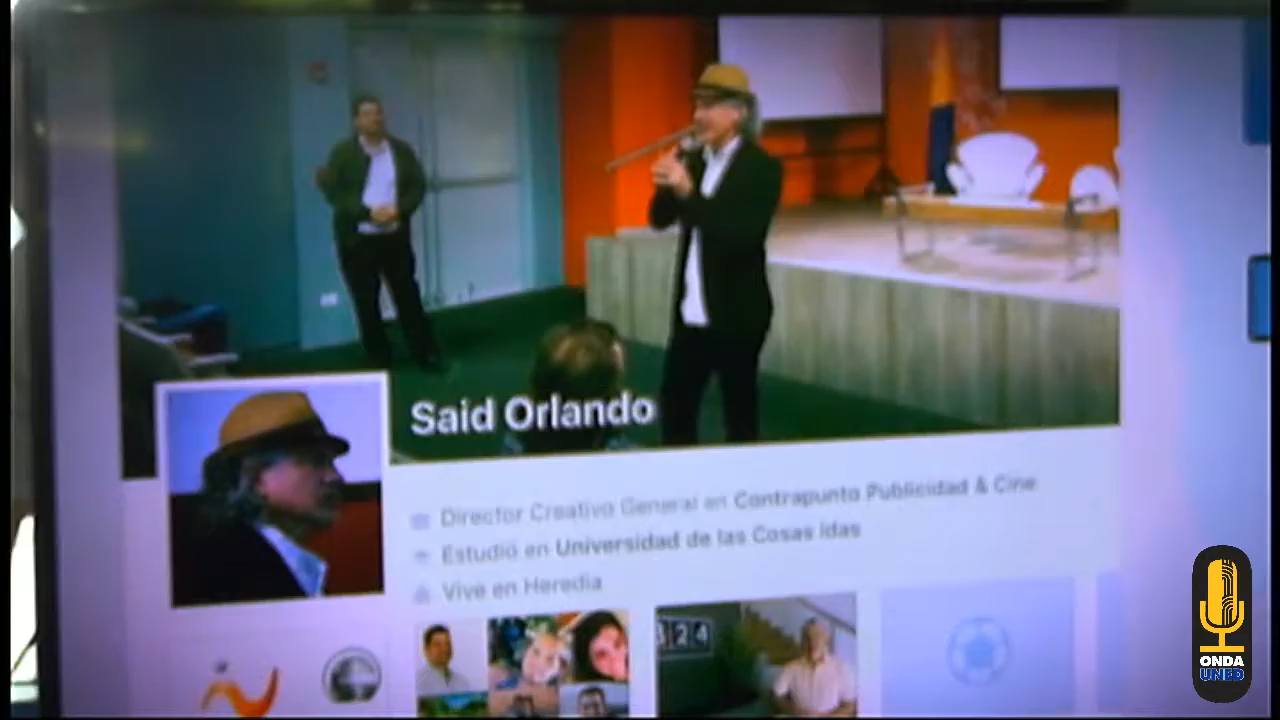 Said Orlando
Director Creativo General en Contrapunto Publicidad & Cine
Estudió en Universidad de las Cosas Idas
Vive en Heredia
324
ONDA
UNED